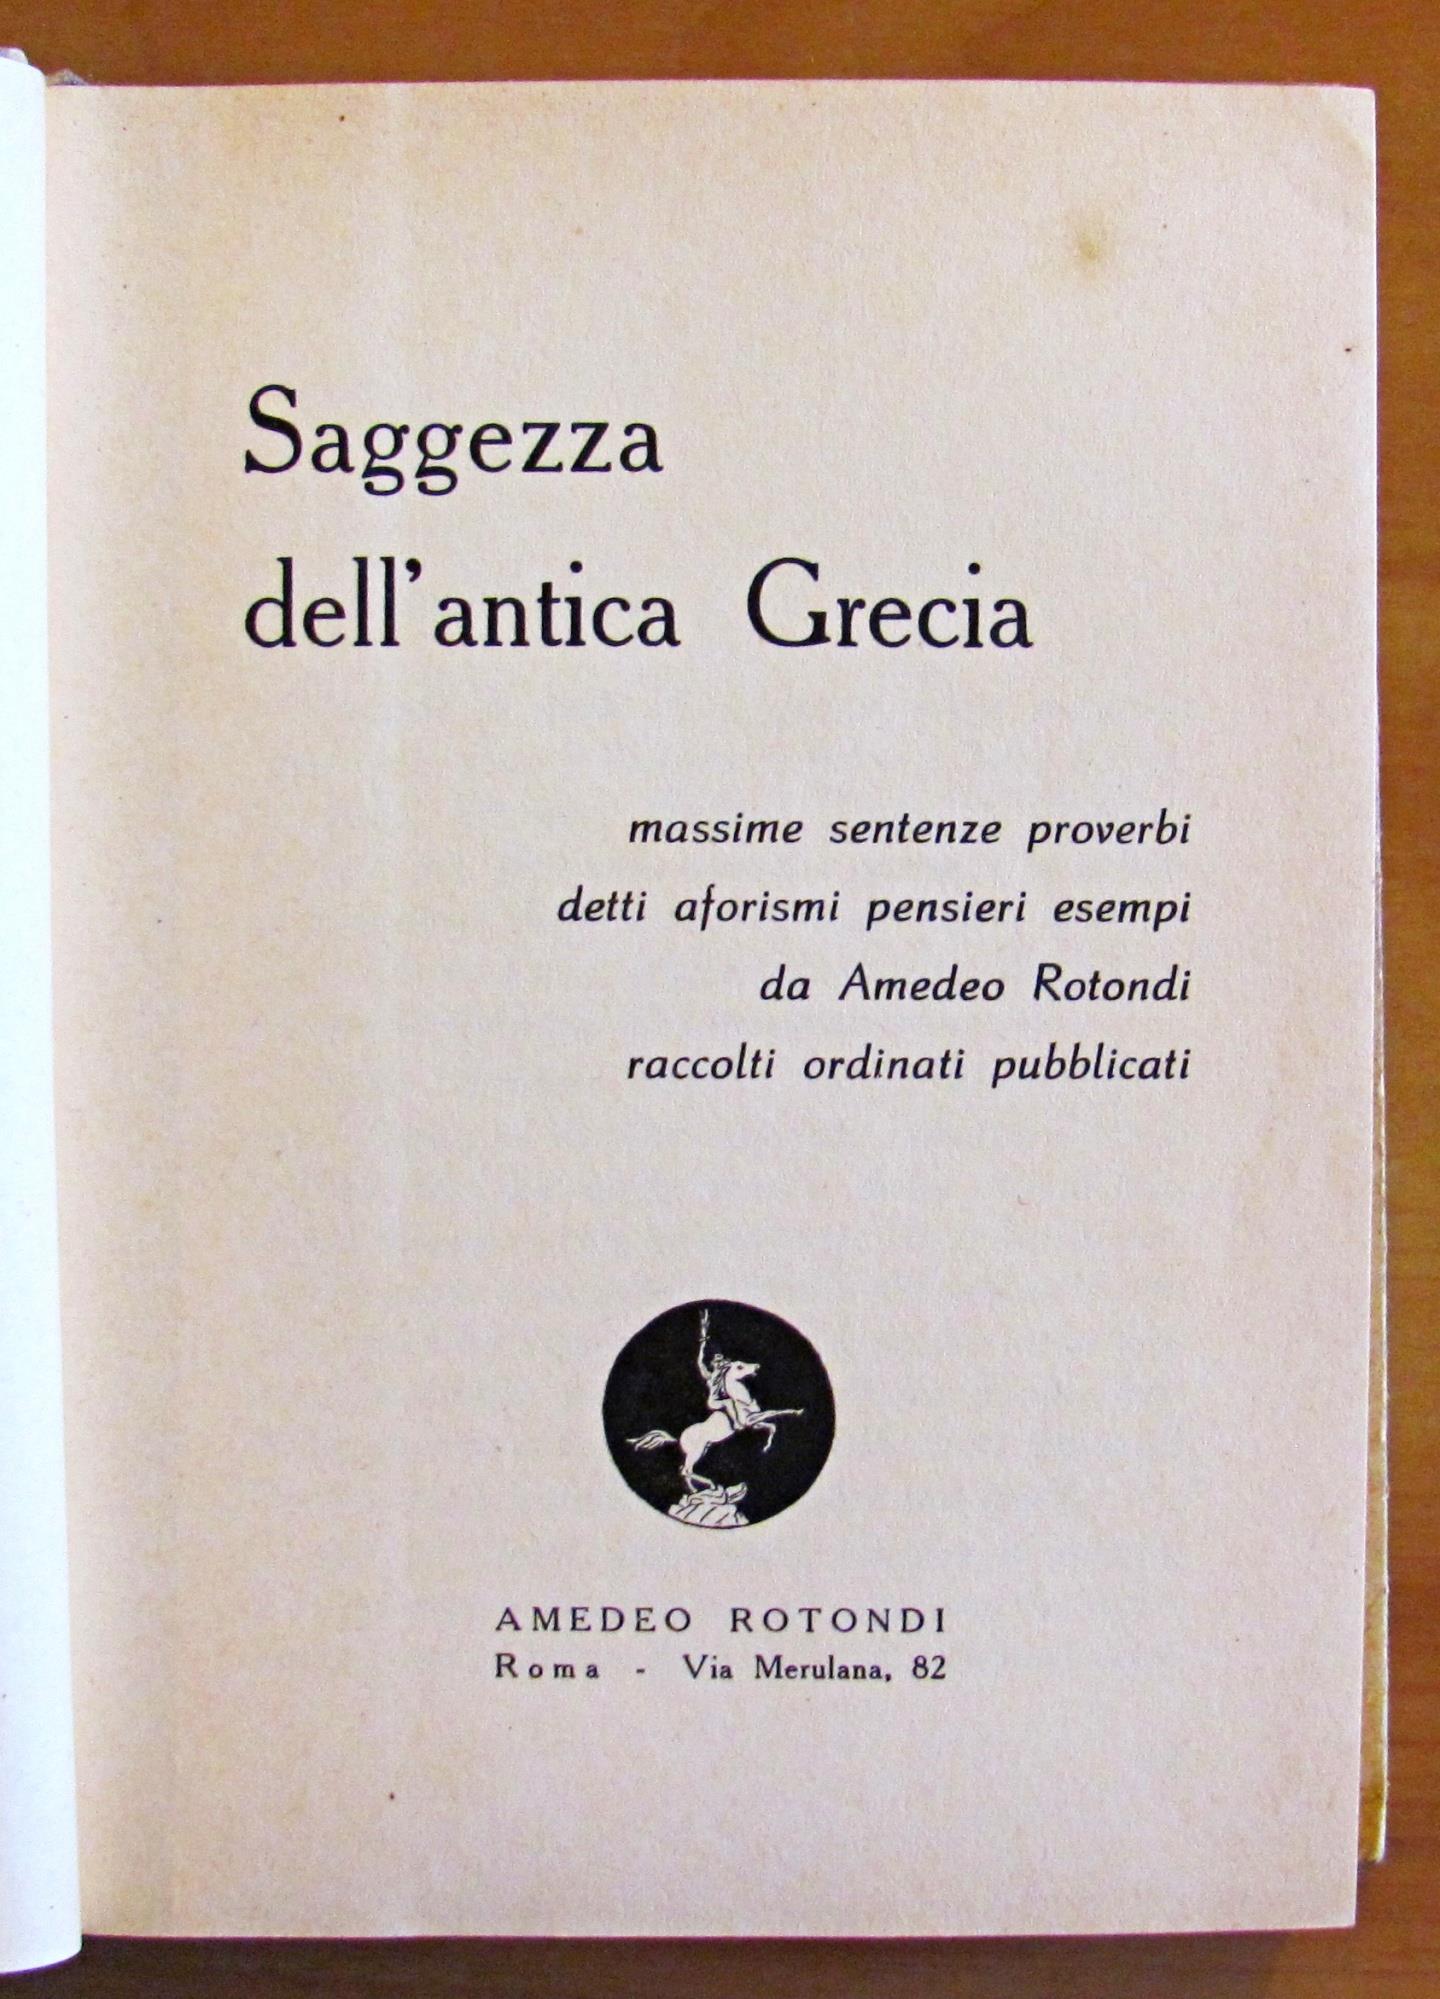 Saggezza
dell'antica Grecia
massime sentenze proverbi
detti aforismi pensieri esempi
da Amedeo Rotondi
raccolti ordinati pubblicati
AMEDEO ROTONDI
Roma - Via Merulana, 82